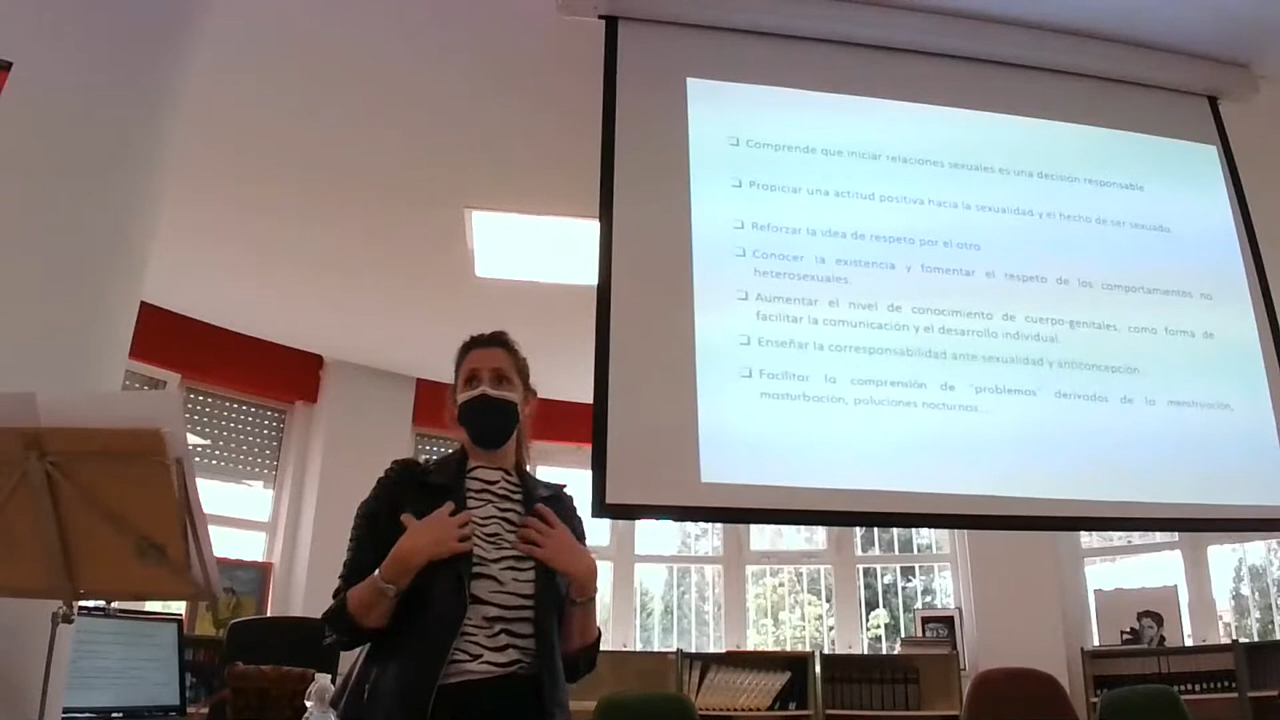 ❑ Comprende que iniciar relaciones sexuales es una decisión responsable
❑ Propiciar una actitud positiva hacia la sexualidad y el hecho de ser sexuado.
❑ Reforzar la idea de respeto por el otro
❑ Conocer la existencia y fomentar el respeto de los comportamientos no
heterosexuales.
❑ Aumentar el nivel de conocimiento de cuerpo-genitales, como forma de
facilitar la comunicación y el desarrollo individual.
❑ Enseñar la corresponsabilidad ante sexualidad y anticoncepción
❑ Facilitar la comprensión de "problemas" derivados de la menstruación,
masturbación, poluciones nocturnas...